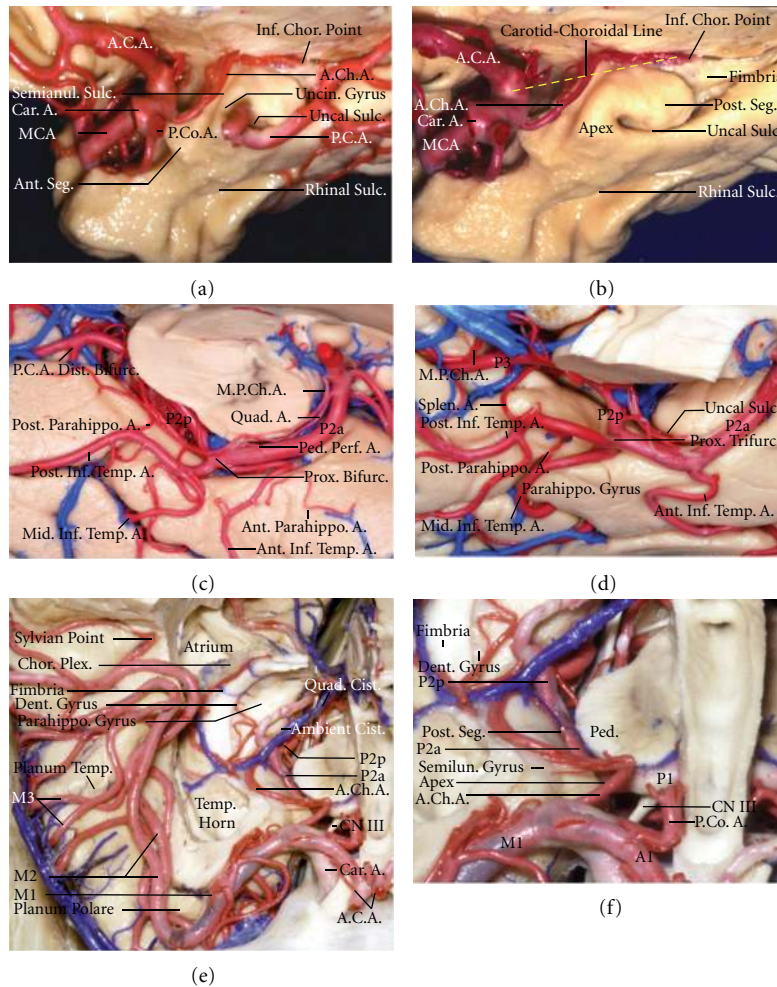 A.C.A.
Inf. Chor. Point
A.Ch.A.
Semianul. Sulc.
Uncin. Gyrus
Car. A.
Uncal Sulc.
MCA
P.Co.A.
P.C.A.
Ant. Seg.
Rhinal Sulc.
(a)
Carotid-Choroidal Line
Inf. Chor. Point
A.C.A.
Fimbria
A.Ch.A.
Post. Seg.
Car. A.
Apex
Uncal Sulc
MCA
Rhinal Sulc.
(b)
P.C.A. Dist. Bifurc.
M.P.Ch.A.
Quad. A.
Post. Parahippo. A.
P2p
P2a
Ped. Perf. A.
Post. Inf. Temp. A.
Prox. Bifurc.
Mid. Inf. Temp. A
Ant. Parahippo. A.
Ant. Inf. Temp. A.
(c)
P3
M.P.Ch.A.
Splen. A.
P2p
Uncal Sulc
Post. Inf. Temp. A.
P2a
Prox. Trifurc.
Post. Parahippo. A.
Parahippo. Gyrus
Ant. Inf. Temp. A.
Mid. Inf. Temp. A.
(d)
Sylvian Point
Atrium
Chor. Plex.
Fimbria
Quad. Cist.
Dent. Gyrus
Parahippo. Gyrus
Ambient Cist.
P2p
Planum Temp.
P2a
A.Ch.A.
M3
Temp.
Horn
CN III
M2
Car. A.
M1
Planum Polare
A.C.A.
(e)
Fimbria
Dent. Gyrus
P2p
Post. Seg.
Ped.
P2a
Semilun. Gyrus
Apex
P1
A.Ch.A.
CN III
P.Co. A.
M1
A1
(f)